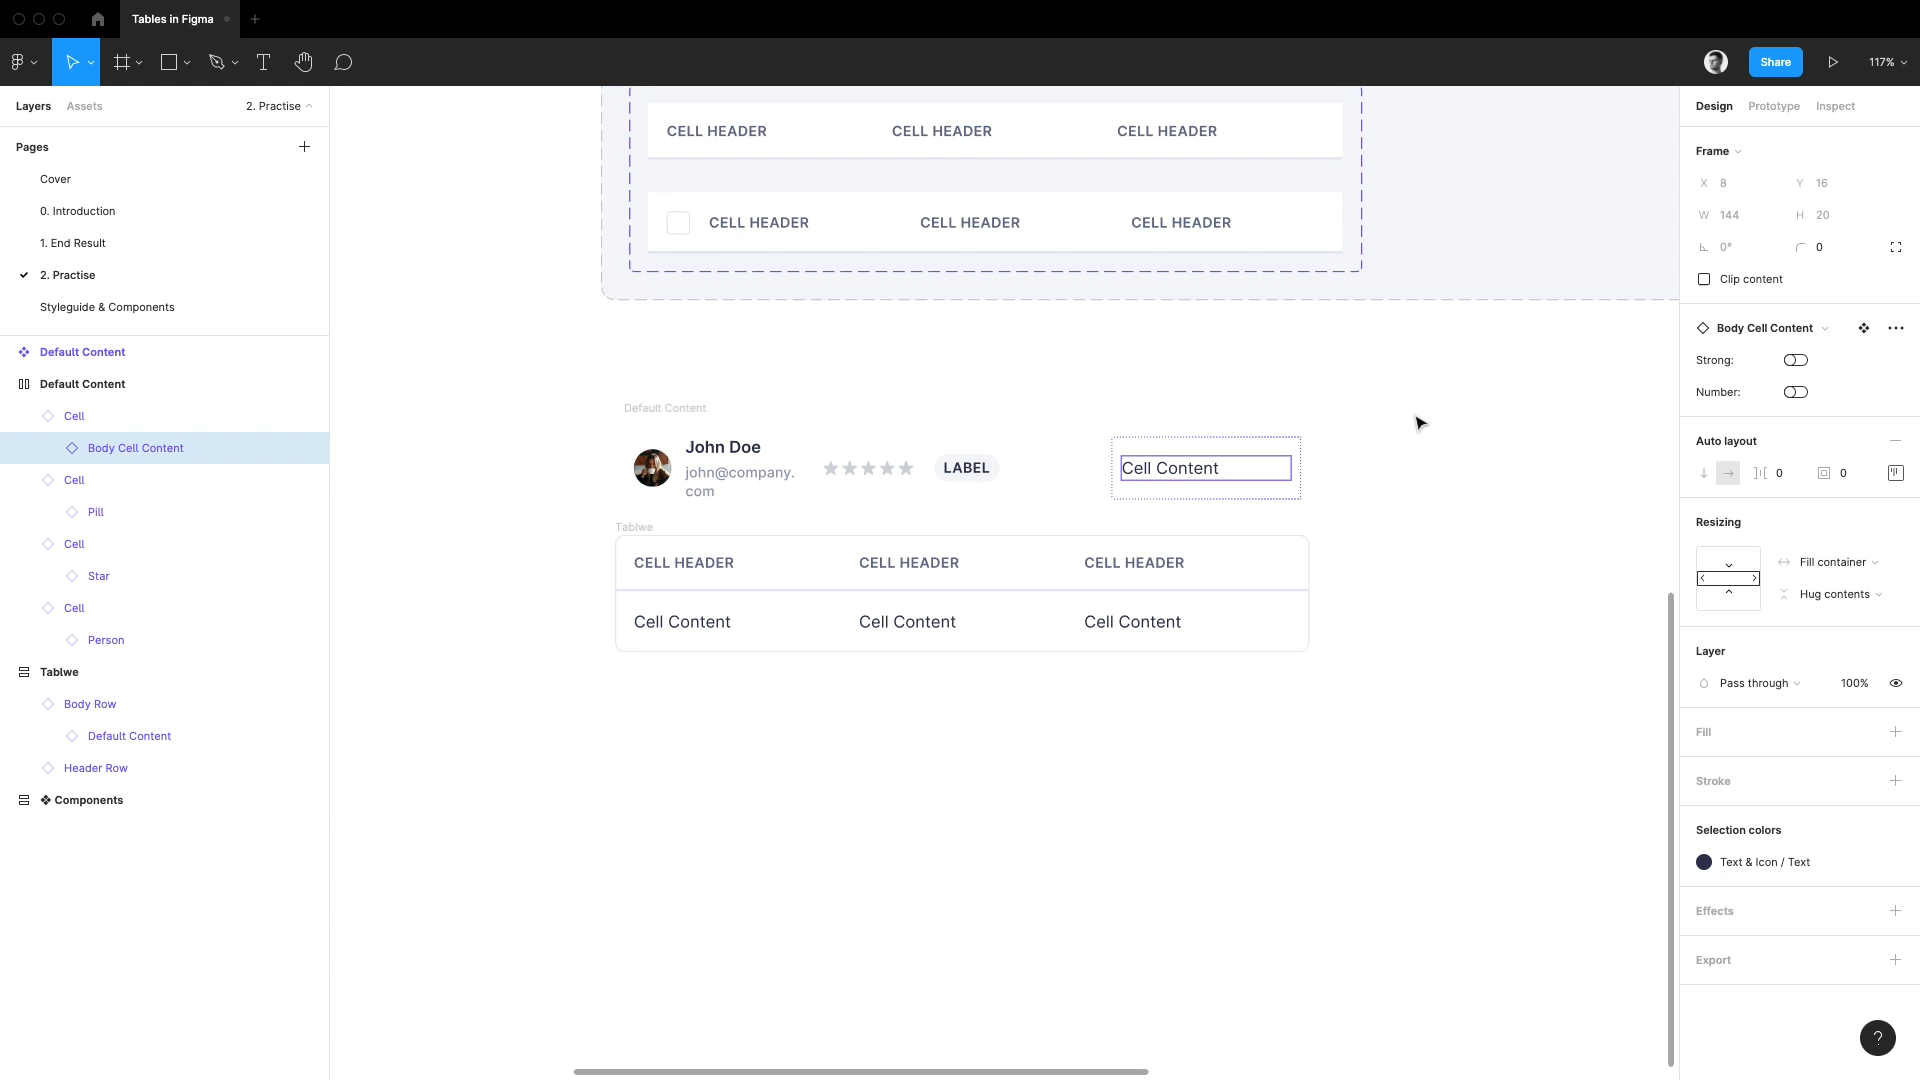 Tables in Figma
Share
117%
Layers
Assets
2. Practise
Pages
Cover
0. Introduction
1. End Result
2. Practise
Styleguide & Components
Default Content
Default Content
Cell
Body Cell Content
Cell
Pill
Cell
Star
Cell
Person
Tablwe
Body Row
Default Content
Header Row
Components
CELL HEADER CELL HEADER CELL HEADER
CELL HEADER CELL HEADER CELL HEADER
Default Content
John Doe
john@company.
com
LABEL
Cell Content
Tablwe
CELL HEADER CELL HEADER CELL HEADER
Cell Content Cell Content Cell Content
Design Prototype Inspect
Frame
X 8 Y 16
W 144 H 20
0° 0
Clip content
Body Cell Content
Strong:
Number:
Auto layout
0 0
Resizing
Fill container
Hug contents
Layer
Pass through 100%
Fill
Stroke
Selection colors
Text & Icon / Text
Effects
Export
?